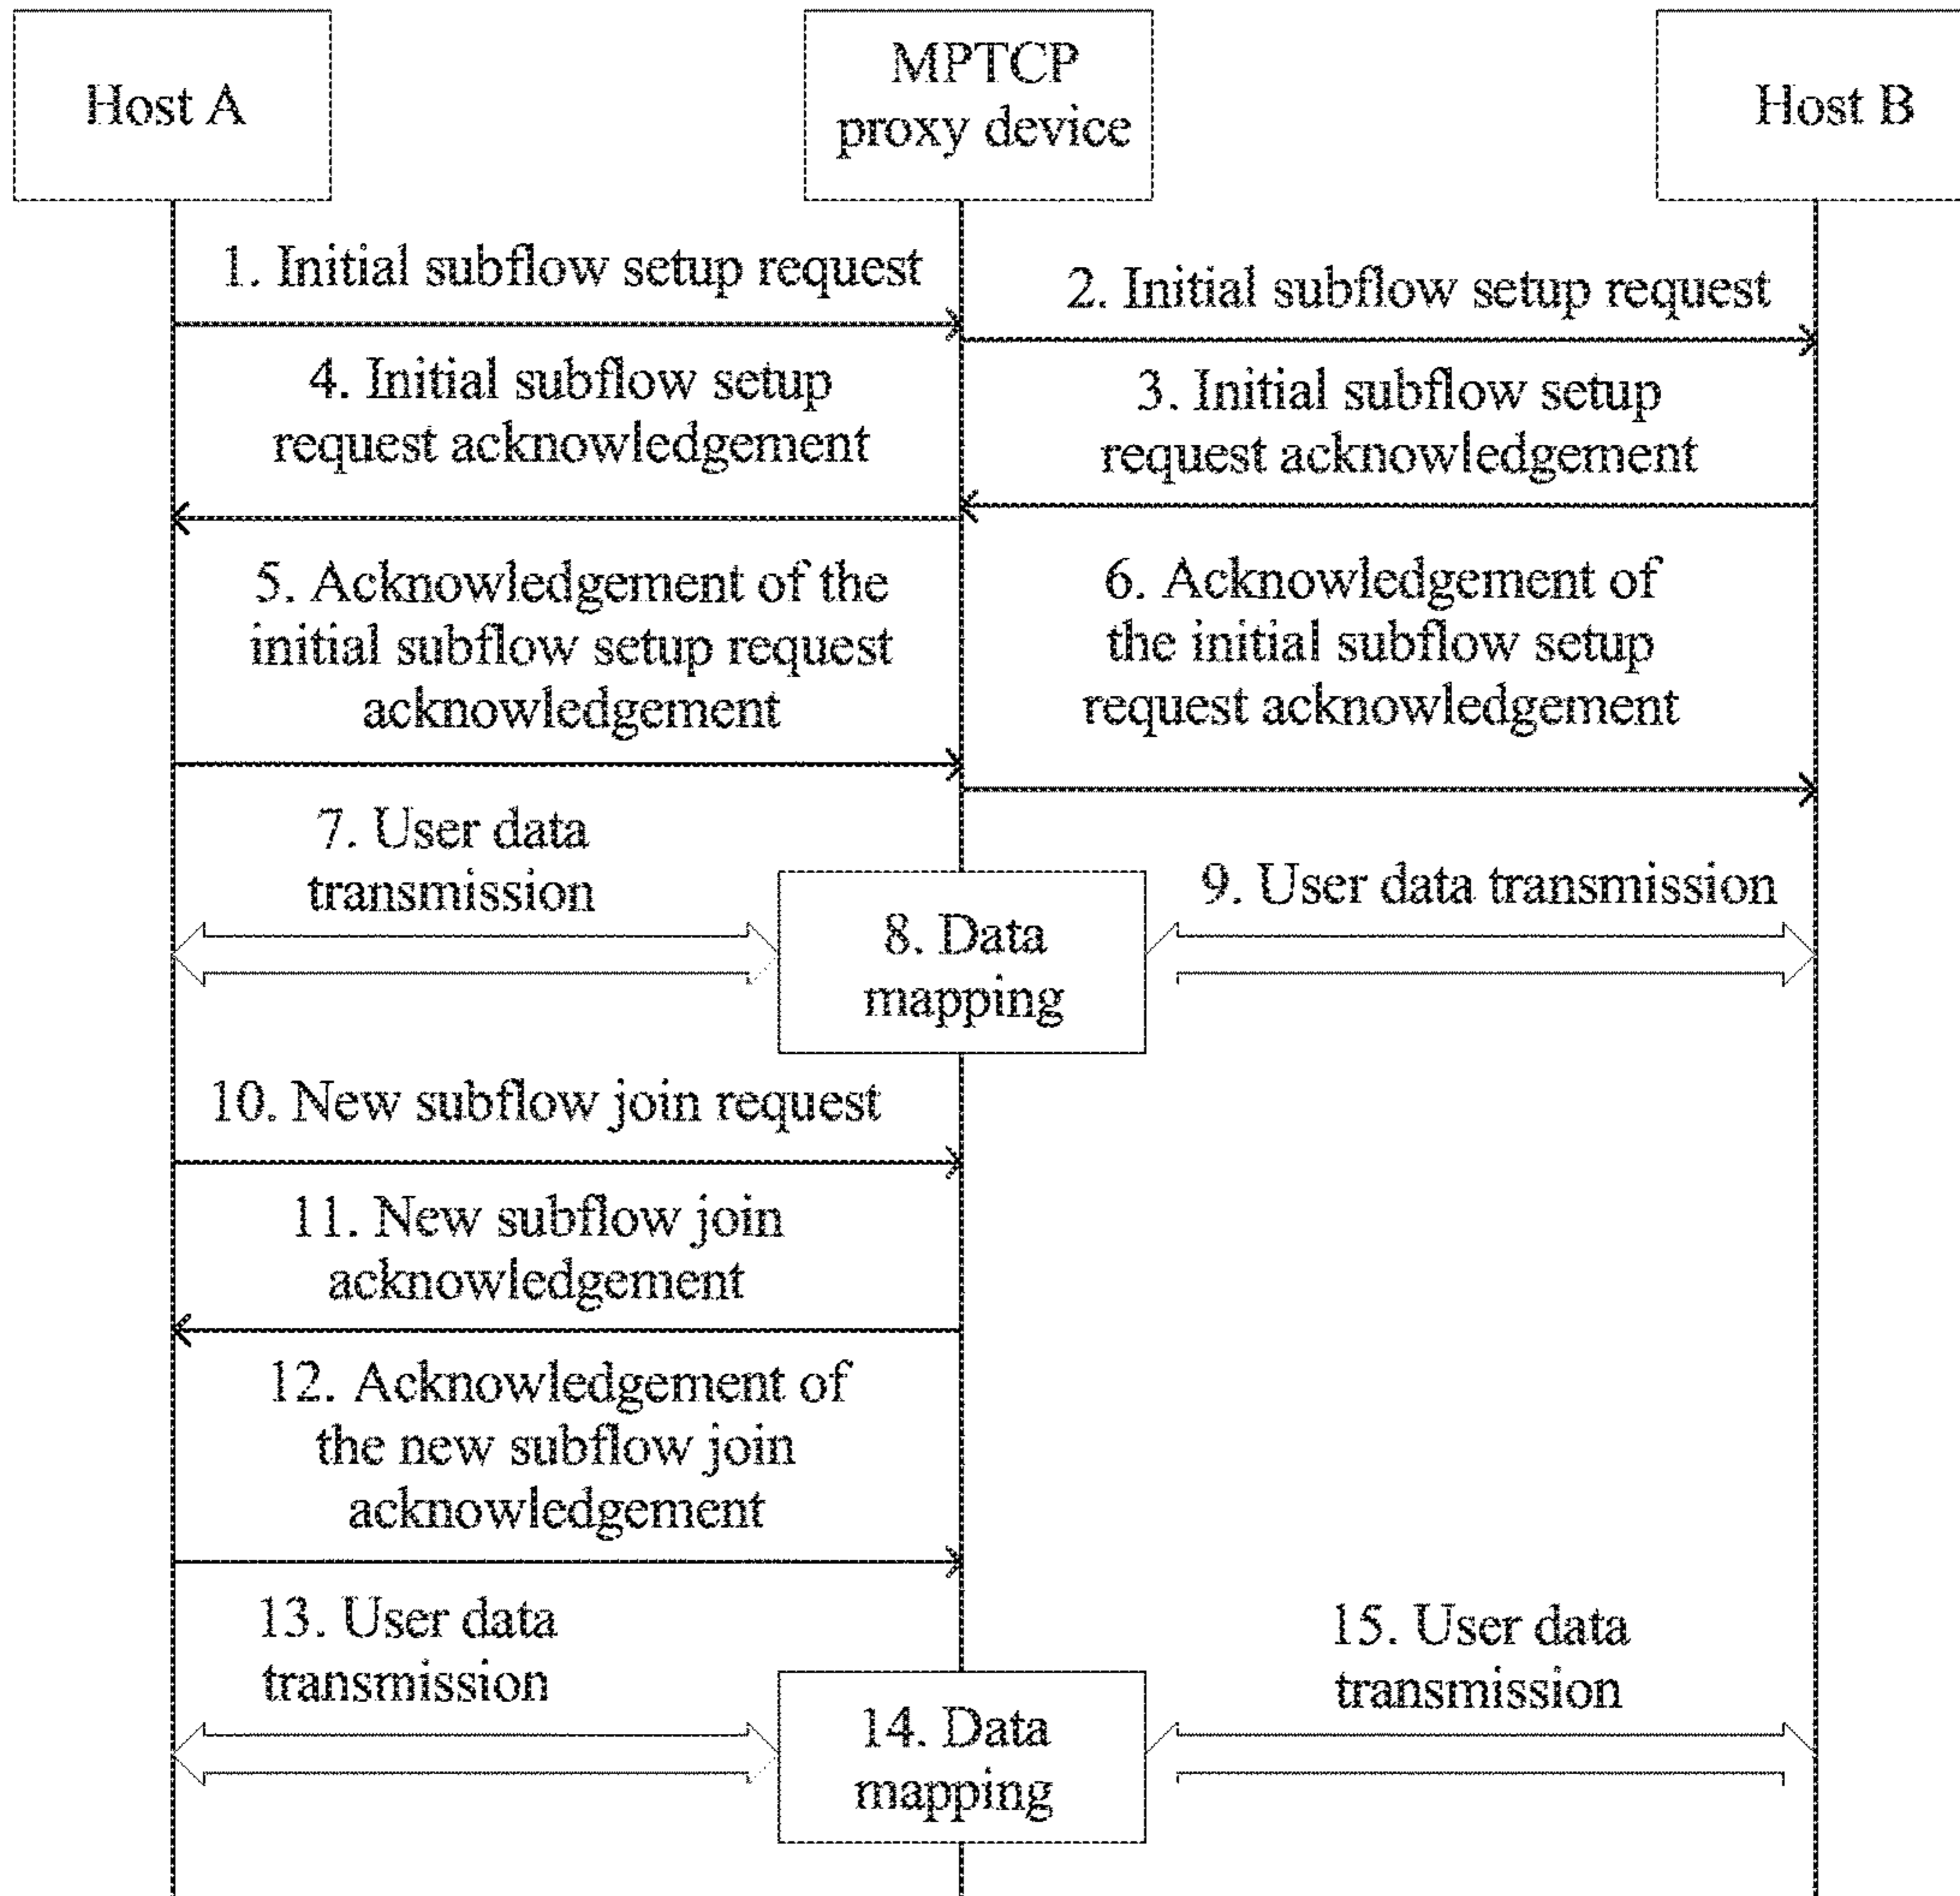 Host A
MPTCP
proxy device
Host B
1. Initial subflow setup request
2. Initial subflow setup request
4. Initial subflow setup
request acknowledgement
3. Initial subflow setup
request acknowledgement
5. Acknowledgement of the
initial subflow setup request
acknowledgement
6. Acknowledgement of
the initial subflow setup
request acknowledgement
7. User data
transmission
8. Data
mapping
9. User data transmission
10. New subflow join request
11. New subflow join
acknowledgement
12. Acknowledgement of
the new subflow join
acknowledgement
13. User data
transmission
14. Data
mapping
15. User data
transmission